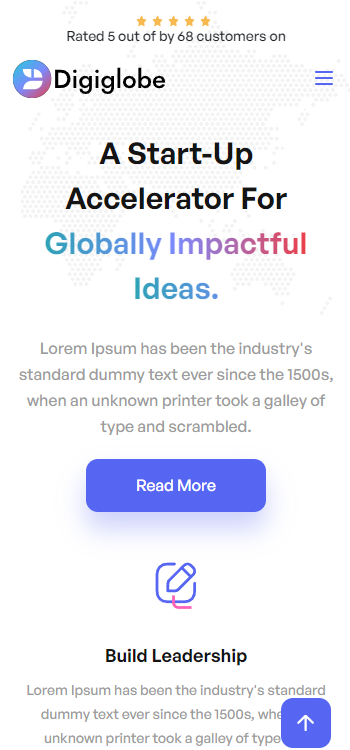 Rated 5 out of by 68 customers on
Digiglobe
A Start-Up
Accelerator For
Globally Impactful
Ideas.
Lorem Ipsum has been the industry's
standard dummy text ever since the 1500s,
when an unknown printer took a galley of
type and scrambled.
Read More
Build Leadership
Lorem Ipsum has been the industry's standard
dummy text ever since the 1500s,
unknown printer took a galley of type